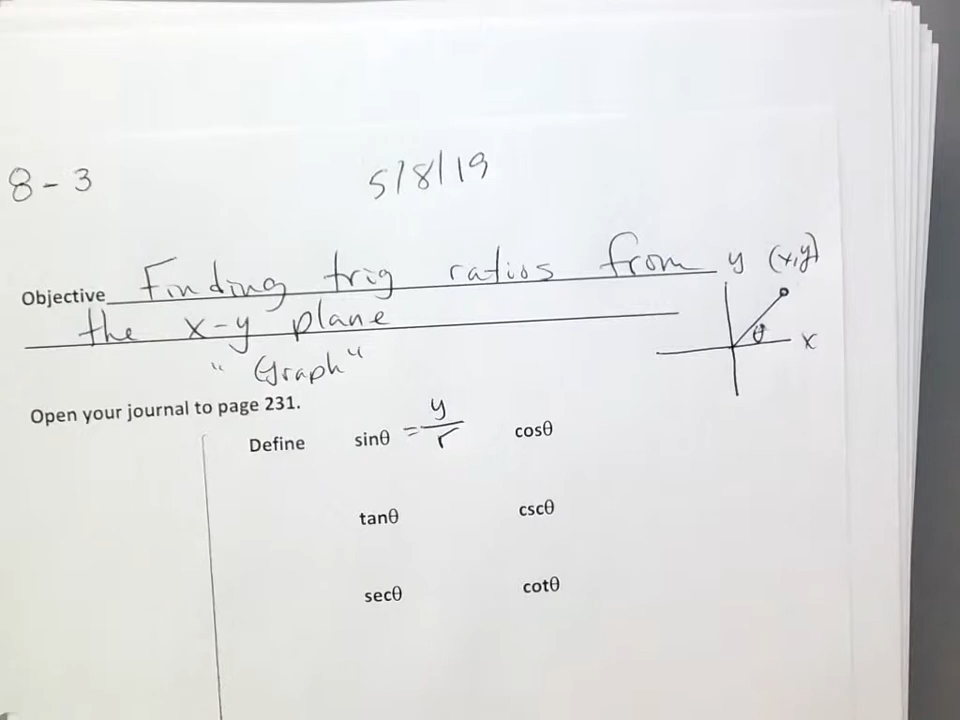 8-3 5/8/19
Objective Finding trig ratios from y (x,y)
the x-y plane
x
"Graph"
Open your journal to page 231.
Define sinθ = y/r cosθ
θ
tanθ cscθ
secθ cotθ